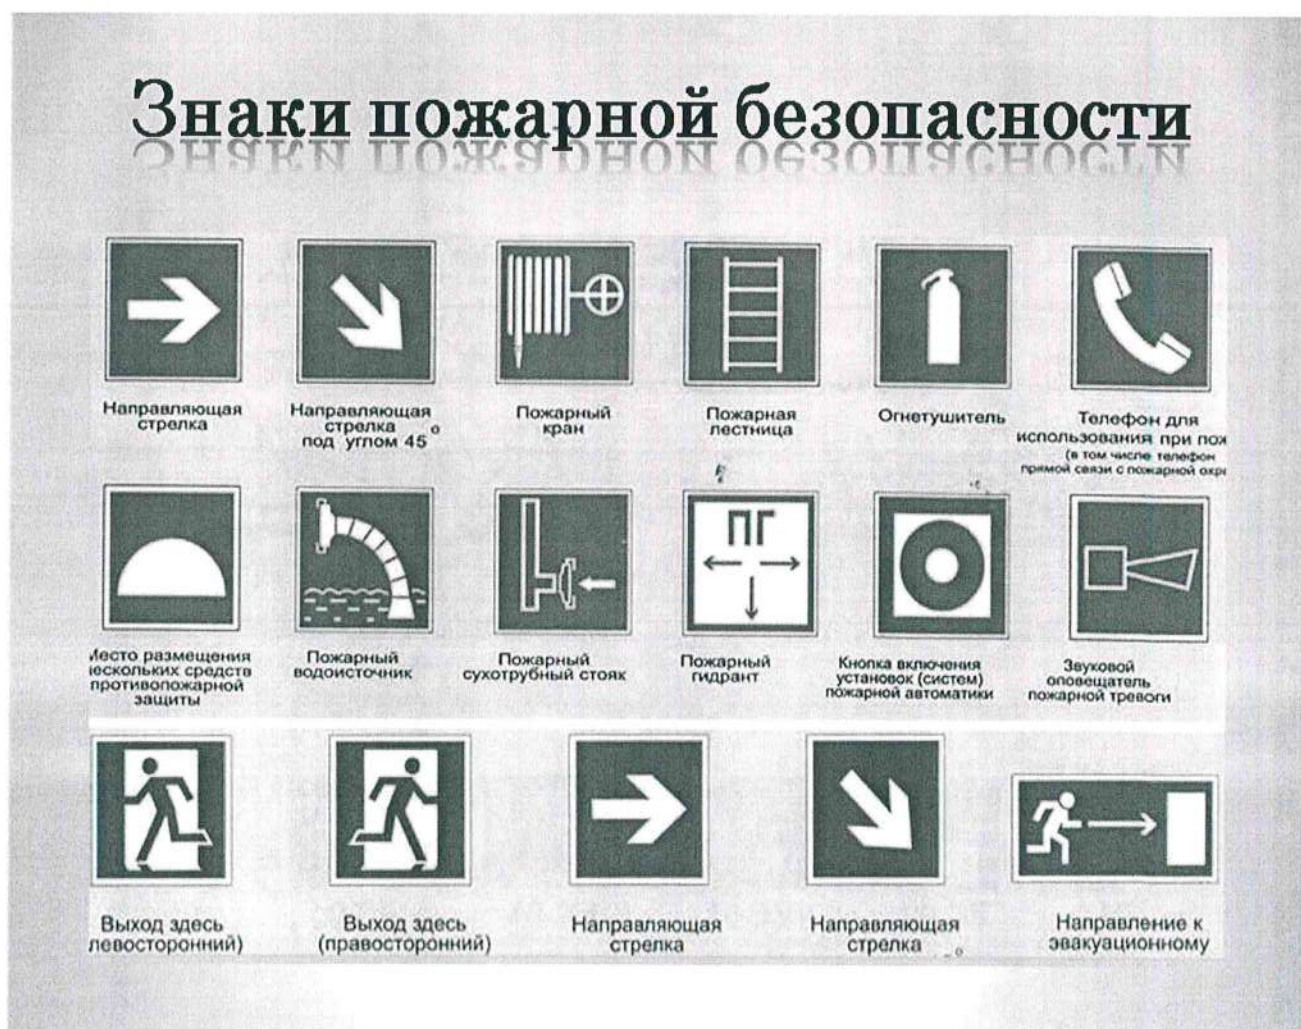 Знаки пожарной безопасности
Направляющая
стрелка
Направляющая
стрелка
под углом 45 °
Пожарный
кран
Пожарная
лестница
Огнетушитель
Телефон для
использования при пож
(в том числе телефон
прямой связи с пожарной охра
ПГ
Место размещения
нескольких средств
противопожарной
защиты
Пожарный
водоисточник
Пожарный
сухотрубный стояк
Пожарный
гидрант
Кнопка включения
установок (систем)
пожарной автоматики
Звуковой
оповещатель
пожарной тревоги
Выход здесь
левосторонний)
Выход здесь
(правосторонний)
Направляющая
стрелка
Направляющая
стрелка
Направление к
эвакуационному